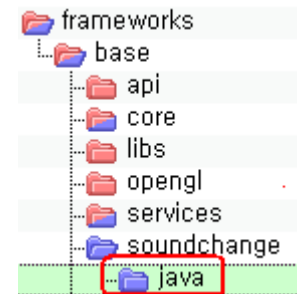 frameworks
base
api
core
libs
opengl
services
soundchange
java